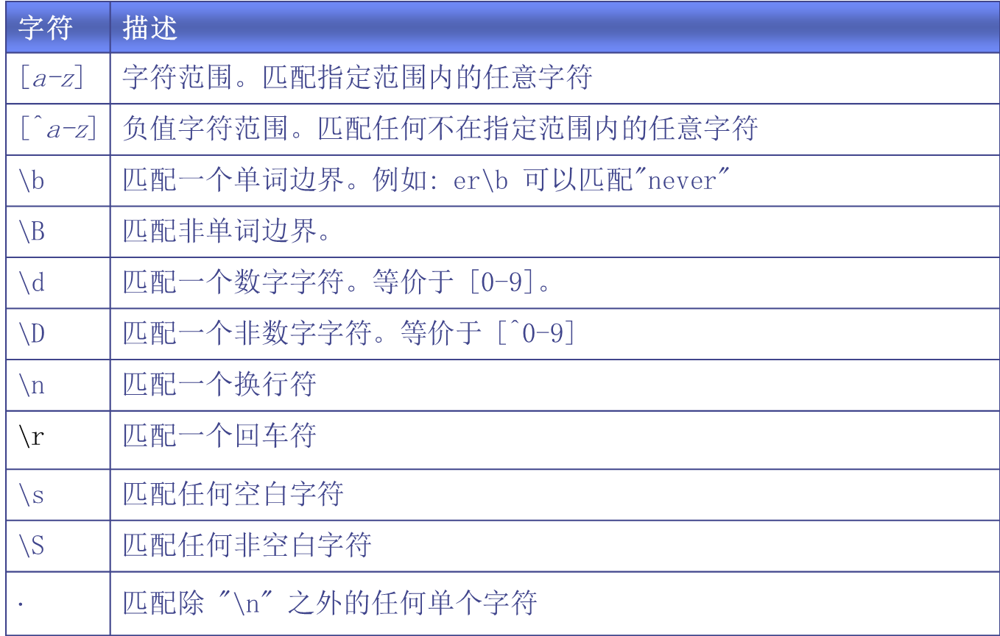 字符 描述
[a-z] 字符范围。匹配指定范围内的任意字符
[^a-z] 负值字符范围。匹配任何不在指定范围内的任意字符
\b 匹配一个单词边界。例如: er\b 可以匹配"never"
\B 匹配非单词边界。
\d 匹配一个数字字符。等价于 [0-9]。
\D 匹配一个非数字字符。等价于 [^0-9]
\n 匹配一个换行符
\r 匹配一个回车符
\s 匹配任何空白字符
\S 匹配任何非空白字符
. 匹配除 "\n" 之外的任何单个字符